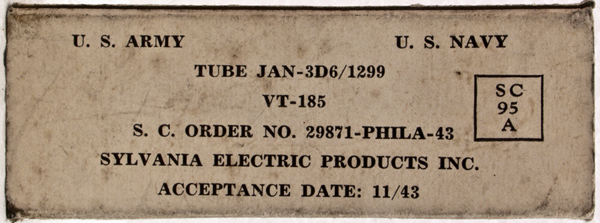 U. S. ARMY U. S. NAVY
TUBE JAN-3D6/1299
VT-185
S. C. ORDER NO. 29871-PHILA-43
SYLVANIA ELECTRIC PRODUCTS INC.
ACCEPTANCE DATE: 11/43
SC
95
A